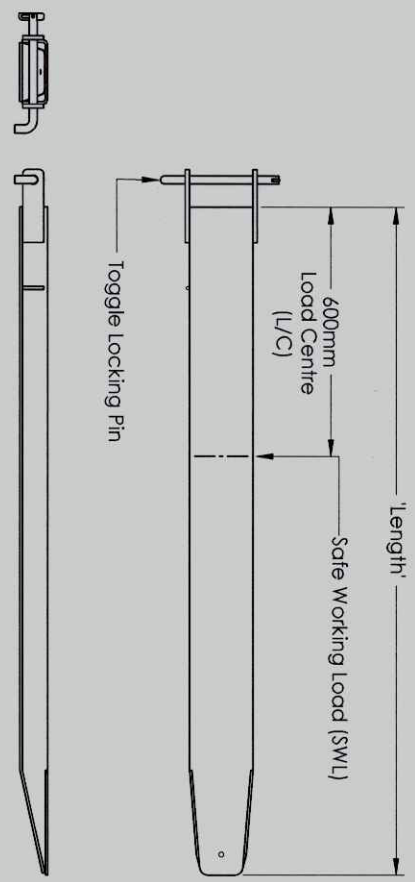 'Length'
600mm
Load Centre
(L/C)
Safe Working Load (SWL)
Toggle Locking Pin